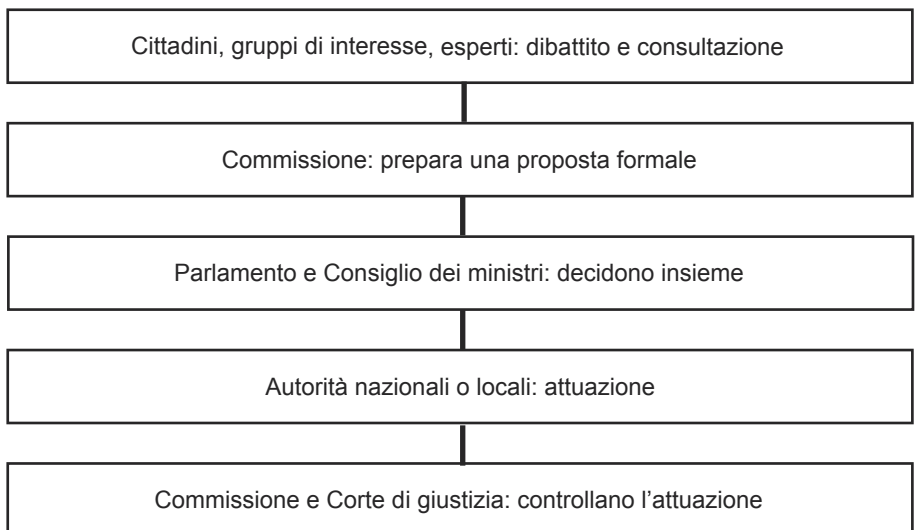 Cittadini, gruppi di interesse, esperti: dibattito e consultazione
Commissione: prepara una proposta formale
Parlamento e Consiglio dei ministri: decidono insieme
Autorità nazionali o locali: attuazione
Commissione e Corte di giustizia: controllano l’attuazione